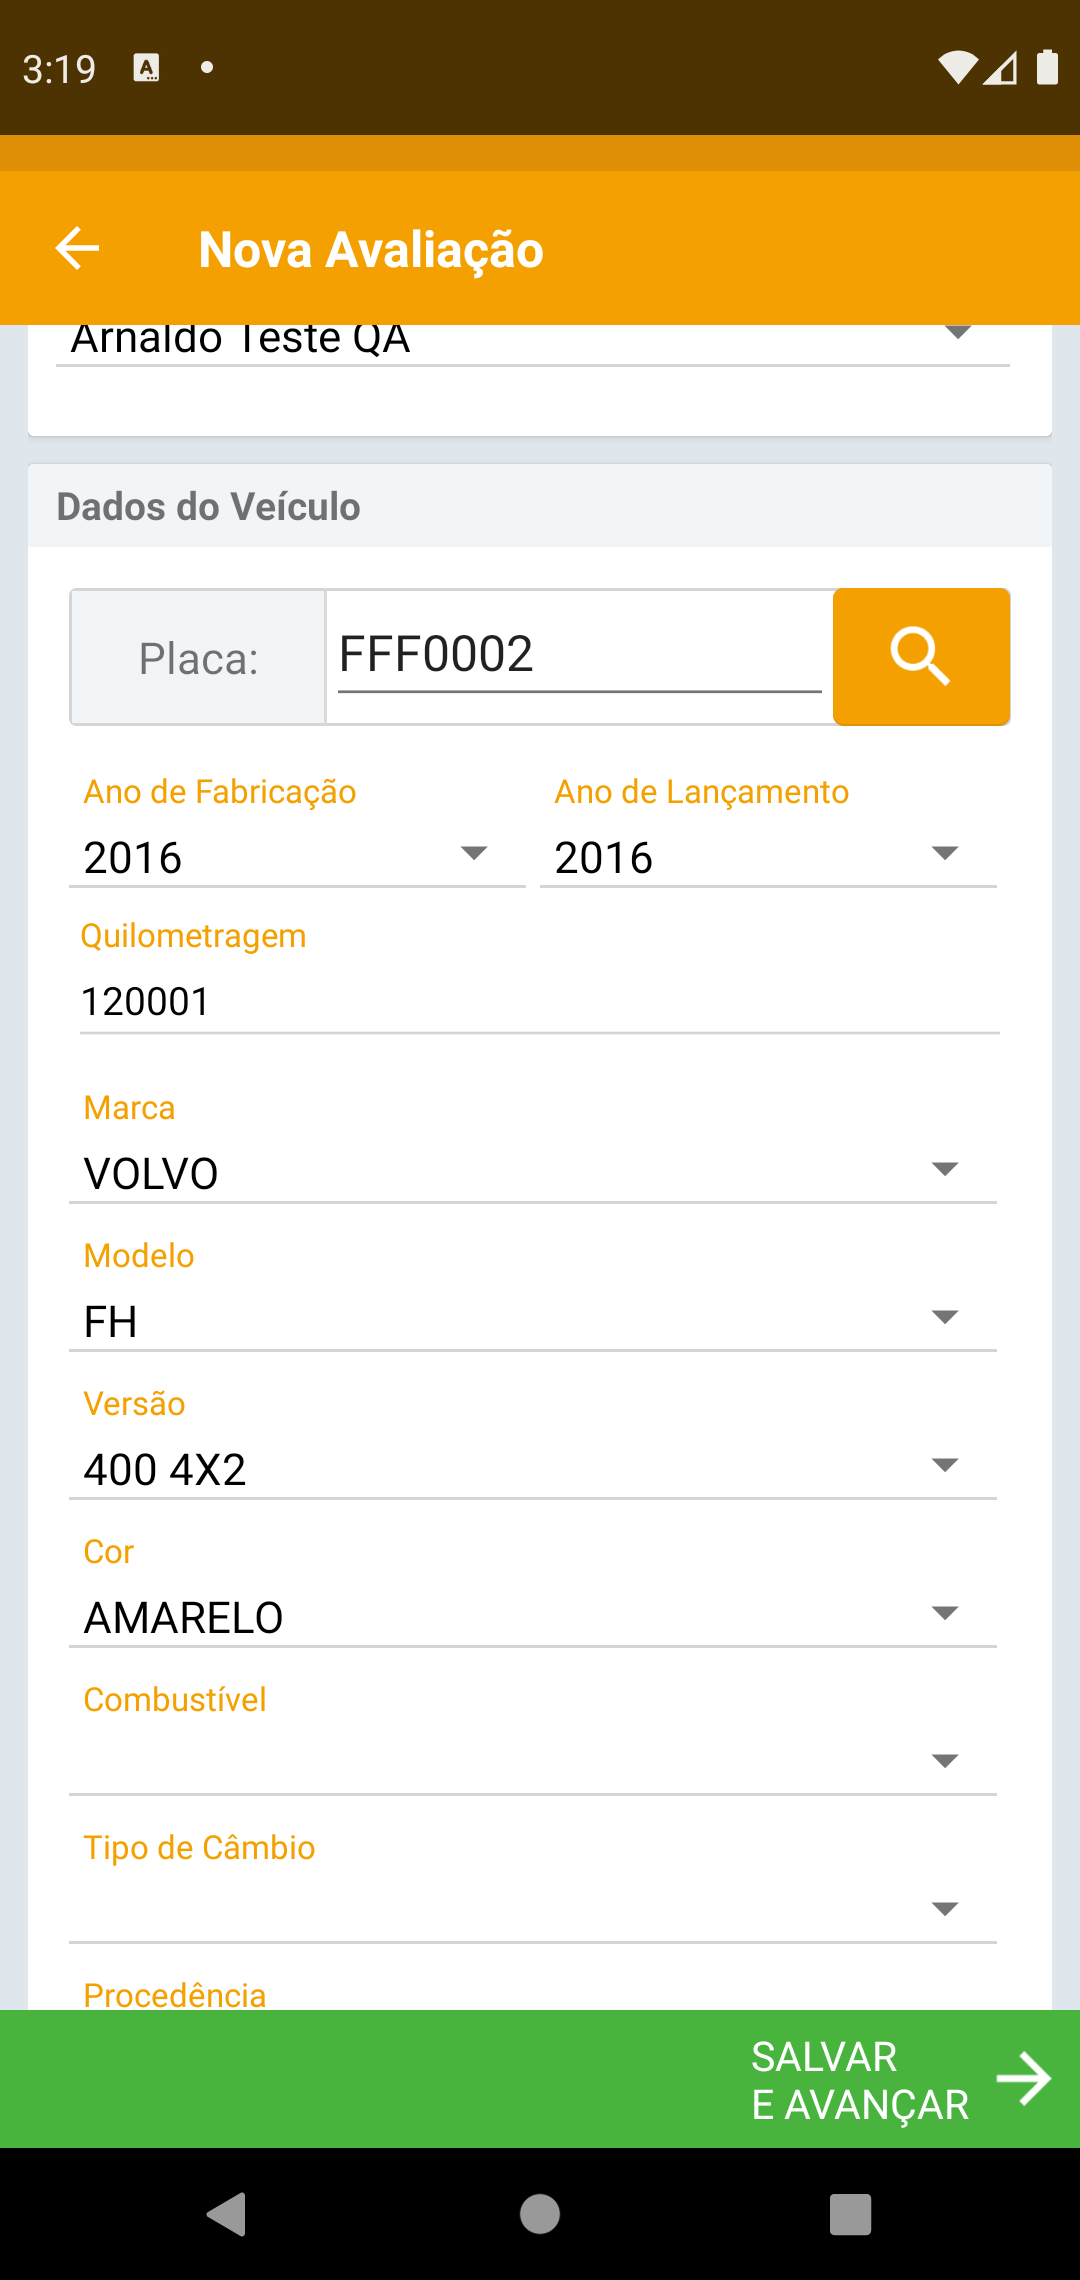 3:19
Nova Avaliação
Arnaldo Teste QA
Dados do Veículo
Placa: FFF0002
Ano de Fabricação Ano de Lançamento
2016 2016
Quilometragem
120001
Marca
VOLVO
Modelo
FH
Versão
400 4X2
Cor
AMARELO
Combustível
Tipo de Câmbio
Procedência
SALVAR
E AVANÇAR